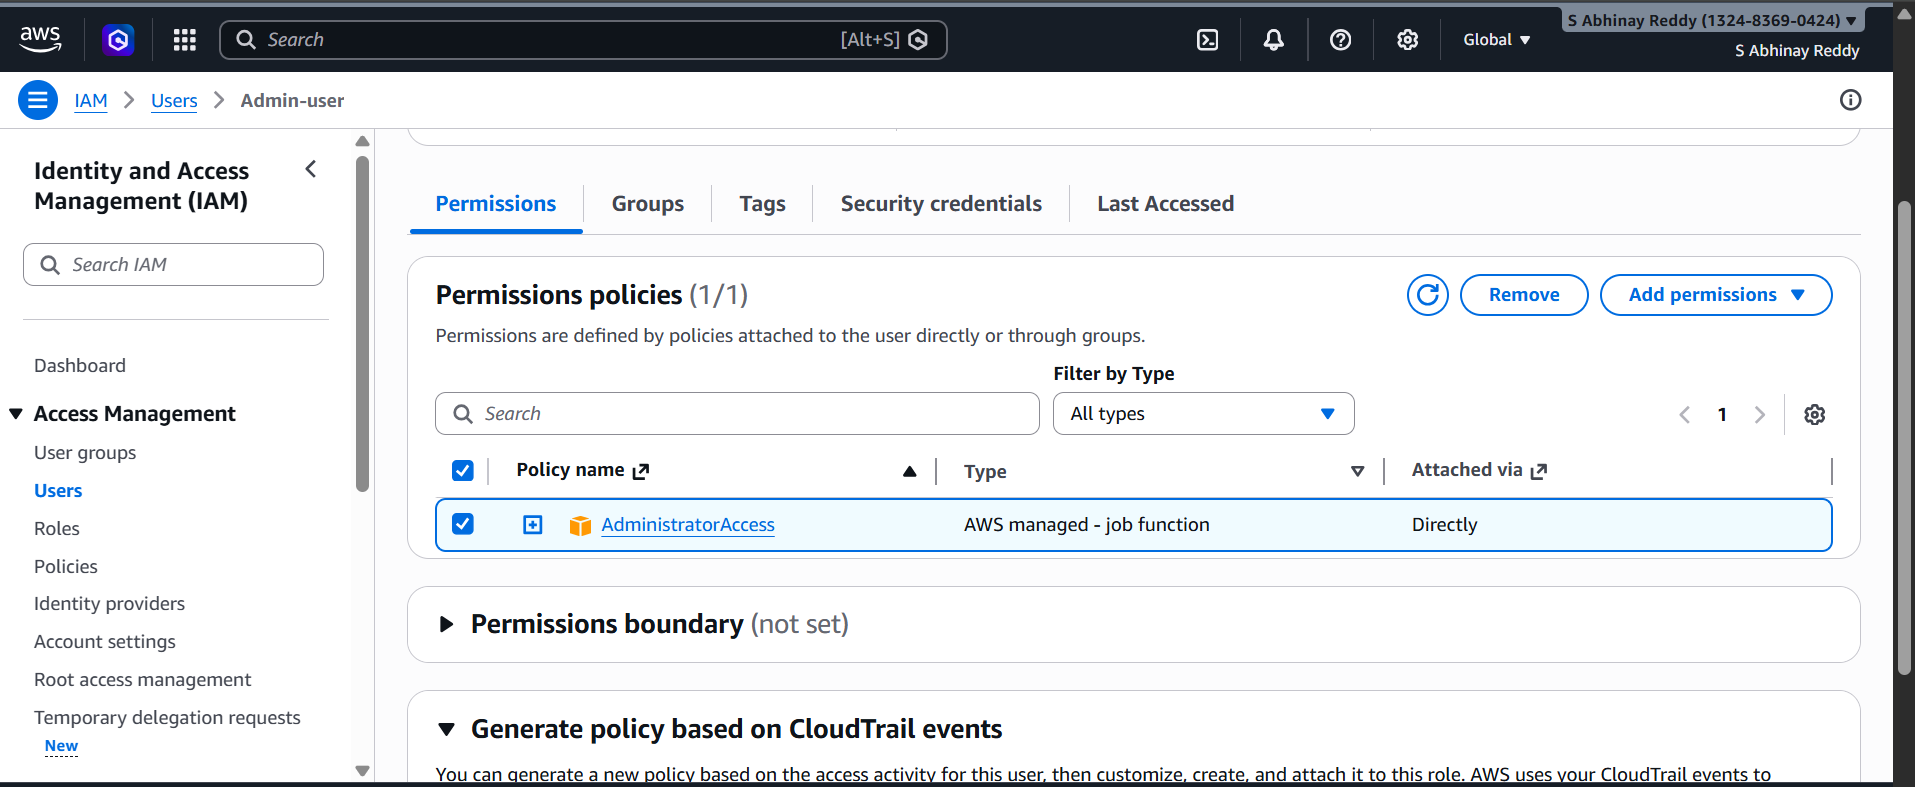 aws
Search [Alt+S]
Global
S Abhinay Reddy (1324-8369-0424)
S Abhinay Reddy
IAM
Users
Admin-user
Identity and Access
Management (IAM)
Search IAM
Dashboard
Access Management
User groups
Users
Roles
Policies
Identity providers
Account settings
Root access management
Temporary delegation requests
New
Permissions
Groups
Tags
Security credentials
Last Accessed
Permissions policies (1/1)
Remove
Add permissions
Permissions are defined by policies attached to the user directly or through groups.
Filter by Type
Search
All types
1
Policy name
Type
Attached via
AdministratorAccess
AWS managed - job function
Directly
Permissions boundary (not set)
Generate policy based on CloudTrail events
You can generate a new policy based on the access activity for this user, then customize, create, and attach it to this role. AWS uses your CloudTrail events to